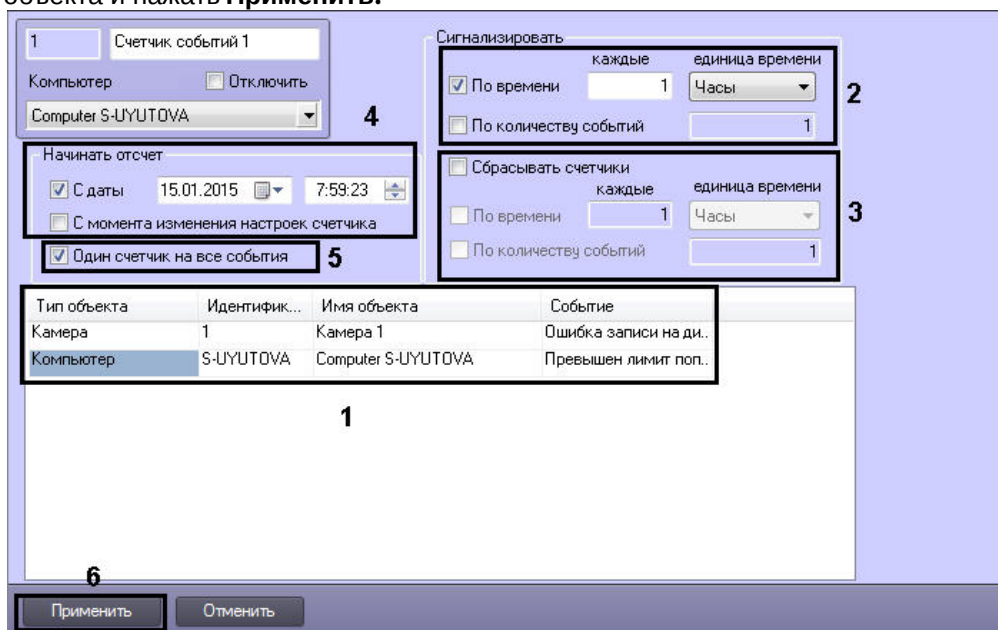 объекта и нажать Применить.
1 Счетчик событий 1
Компьютер Отключить
Computer S-UYUTOVA
4
Начинать отсчет
С даты 15.01.2015 7:59:23
С момента изменения настроек счетчика
Один счетчик на все события
5
Сигнализировать
каждые единица времени
По времени 1 Часы
По количеству событий 1
2
Сбрасывать счетчики
каждые единица времени
По времени 1 Часы
По количеству событий 1
3
Тип объекта Идентифик... Имя объекта Событие
Камера 1 Камера 1 Ошибка записи на ди..
Компьютер S-UYUTOVA Computer S-UYUTOVA Превышен лимит поп..
1
6
Применить Отменить